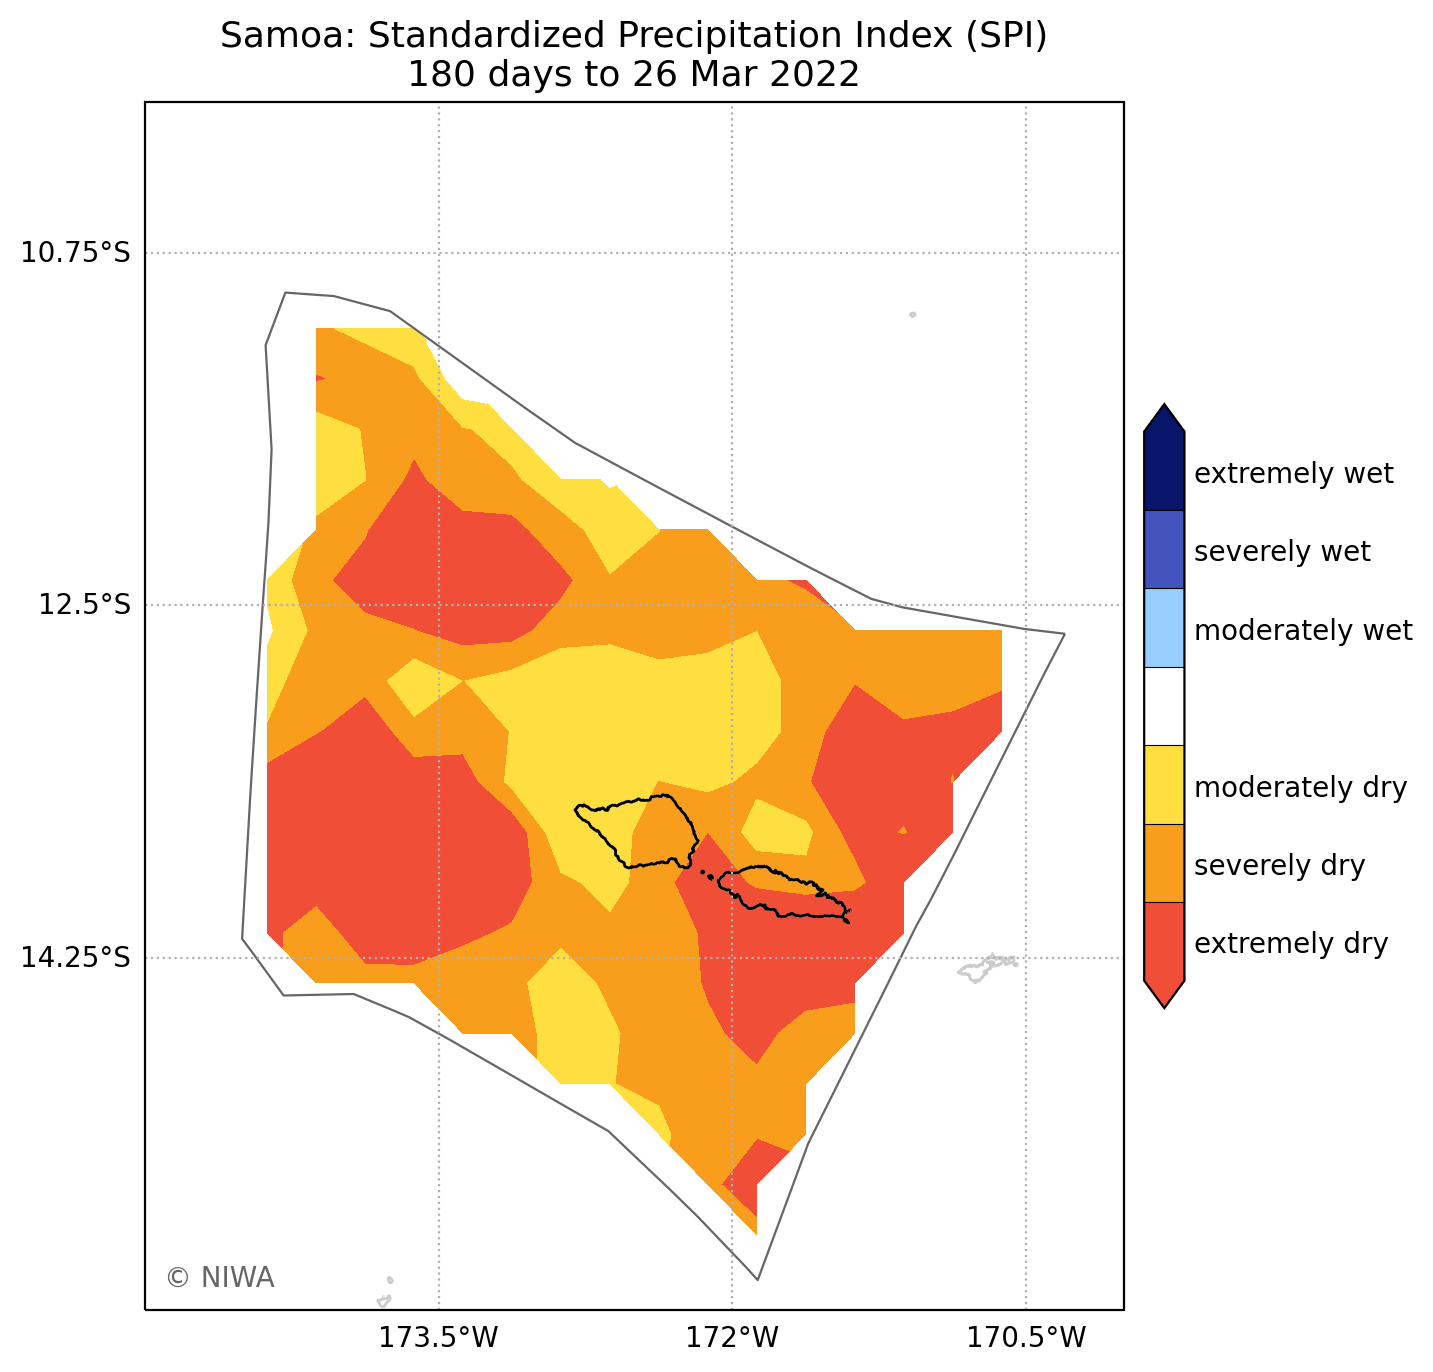 Samoa: Standardized Precipitation Index (SPI)
180 days to 26 Mar 2022
10.75°S
12.5°S
14.25°S
173.5°W
172°W
170.5°W
extremely wet
severely wet
moderately wet
moderately dry
severely dry
extremely dry
© NIWA